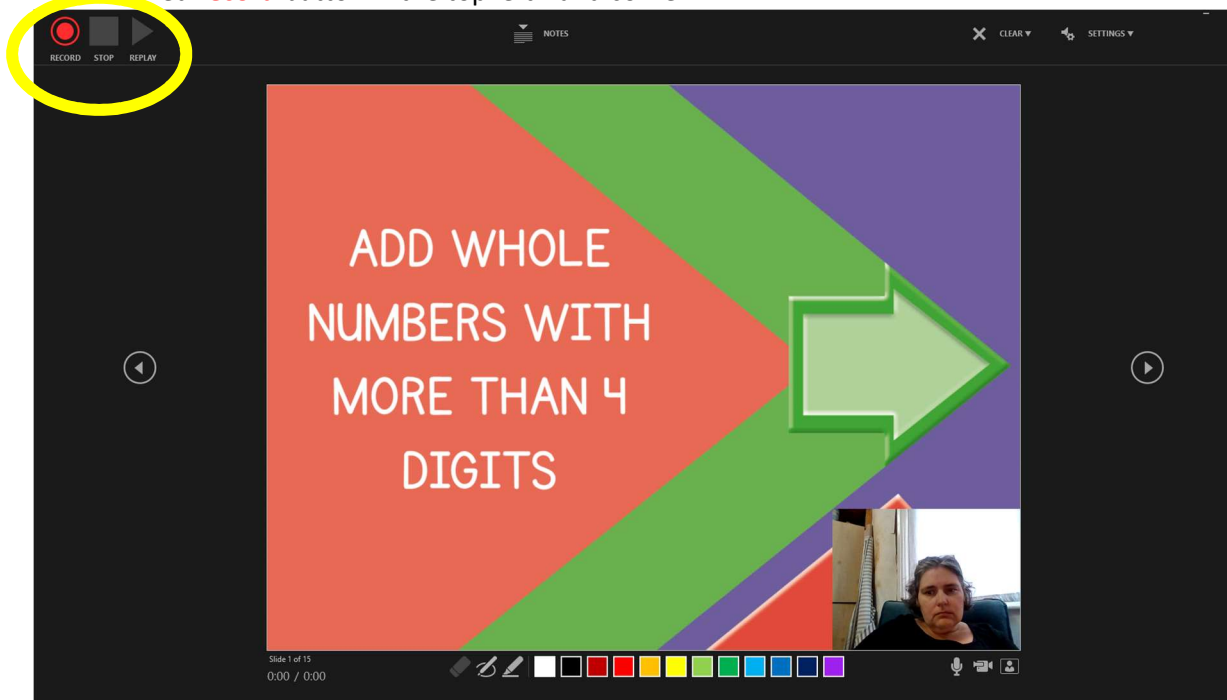 RECORD STOP REPLAY
NOTES
CLEAR
SETTINGS
ADD WHOLE
NUMBERS WITH
MORE THAN 4
DIGITS
Slide 1 of 15
0:00 / 0:00